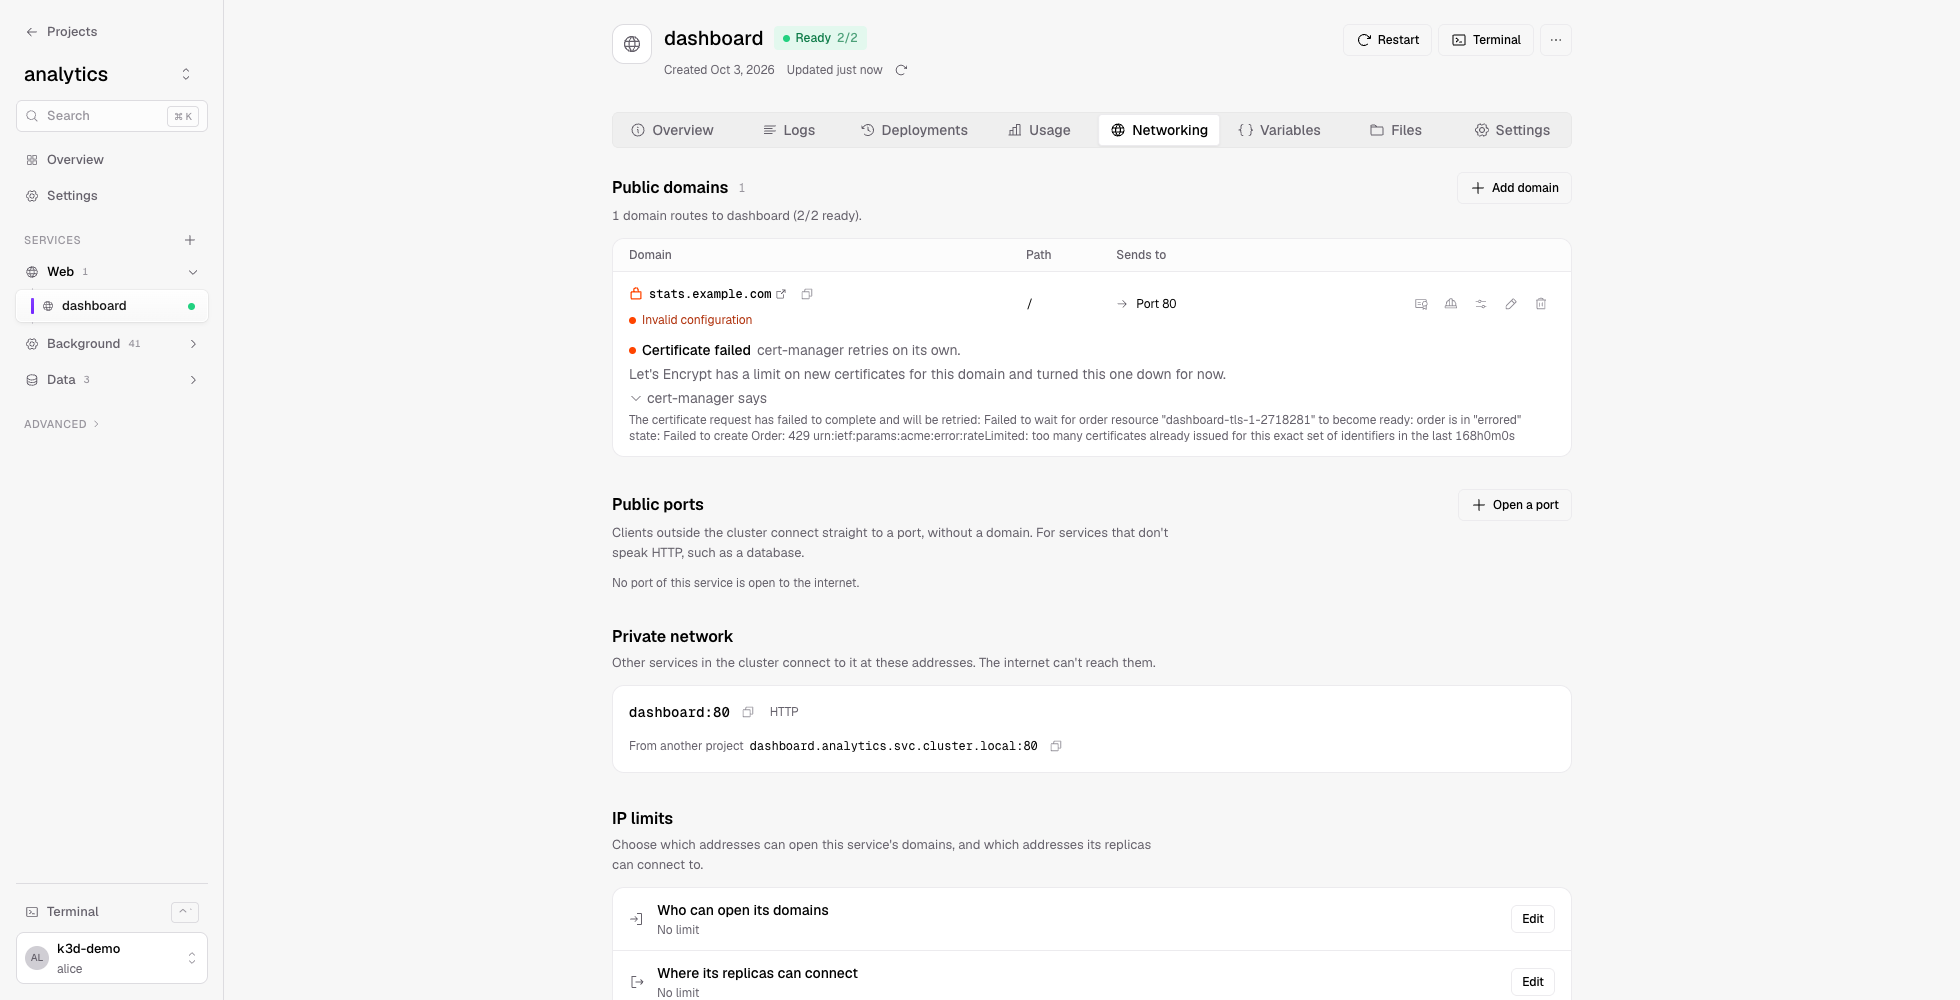 Projects
analytics
Search
⌘ K
Overview
Settings
SERVICES
Web 1
dashboard
Background 41
Data 3
ADVANCED
Terminal
^ `
AL
k3d-demo
alice
dashboard
Ready 2/2
Created Oct 3, 2026 Updated just now
Restart
Terminal
Overview
Logs
Deployments
Usage
Networking
Variables
Files
Settings
Public domains 1
Add domain
1 domain routes to dashboard (2/2 ready).
Domain Path Sends to
stats.example.com
/
Port 80
Invalid configuration
Certificate failed cert-manager retries on its own.
Let's Encrypt has a limit on new certificates for this domain and turned this one down for now.
cert-manager says
The certificate request has failed to complete and will be retried: Failed to wait for order resource "dashboard-tls-1-2718281" to become ready: order is in "errored"
state: Failed to create Order: 429 urn:ietf:params:acme:error:rateLimited: too many certificates already issued for this exact set of identifiers in the last 168h0m0s
Public ports
Open a port
Clients outside the cluster connect straight to a port, without a domain. For services that don't
speak HTTP, such as a database.
No port of this service is open to the internet.
Private network
Other services in the cluster connect to it at these addresses. The internet can't reach them.
dashboard:80 HTTP
From another project dashboard.analytics.svc.cluster.local:80
IP limits
Choose which addresses can open this service's domains, and which addresses its replicas
can connect to.
Who can open its domains
No limit
Edit
Where its replicas can connect
No limit
Edit